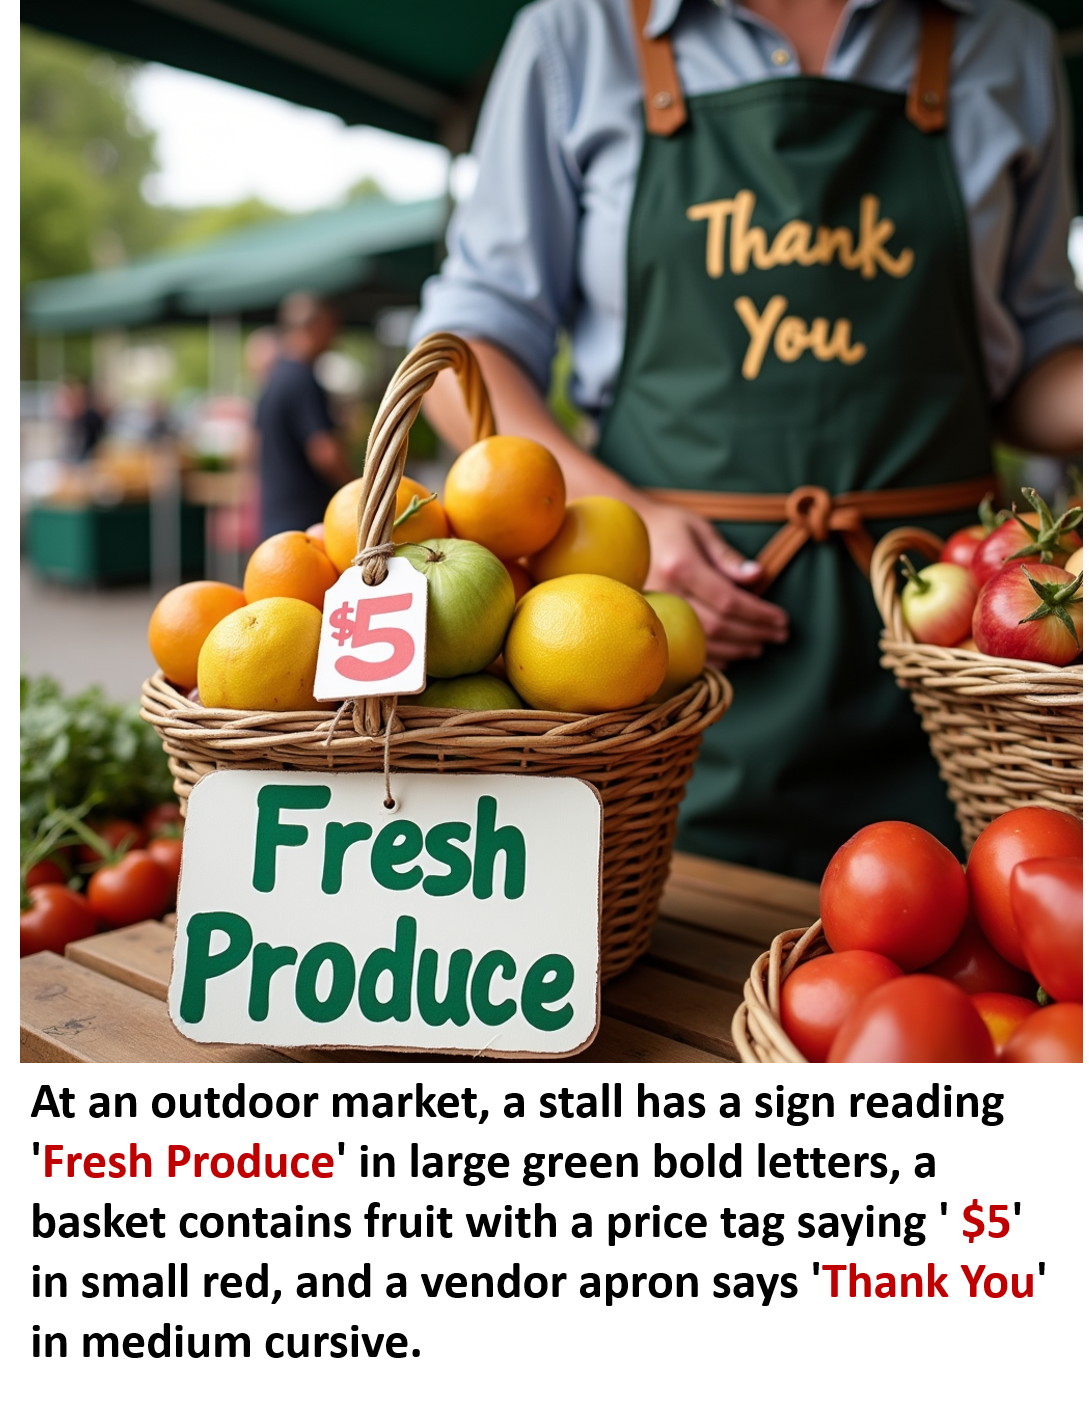 Thank
You
$5
Fresh
Produce
At an outdoor market, a stall has a sign reading
'Fresh Produce' in large green bold letters, a
basket contains fruit with a price tag saying ' $5'
in small red, and a vendor apron says 'Thank You'
in medium cursive.